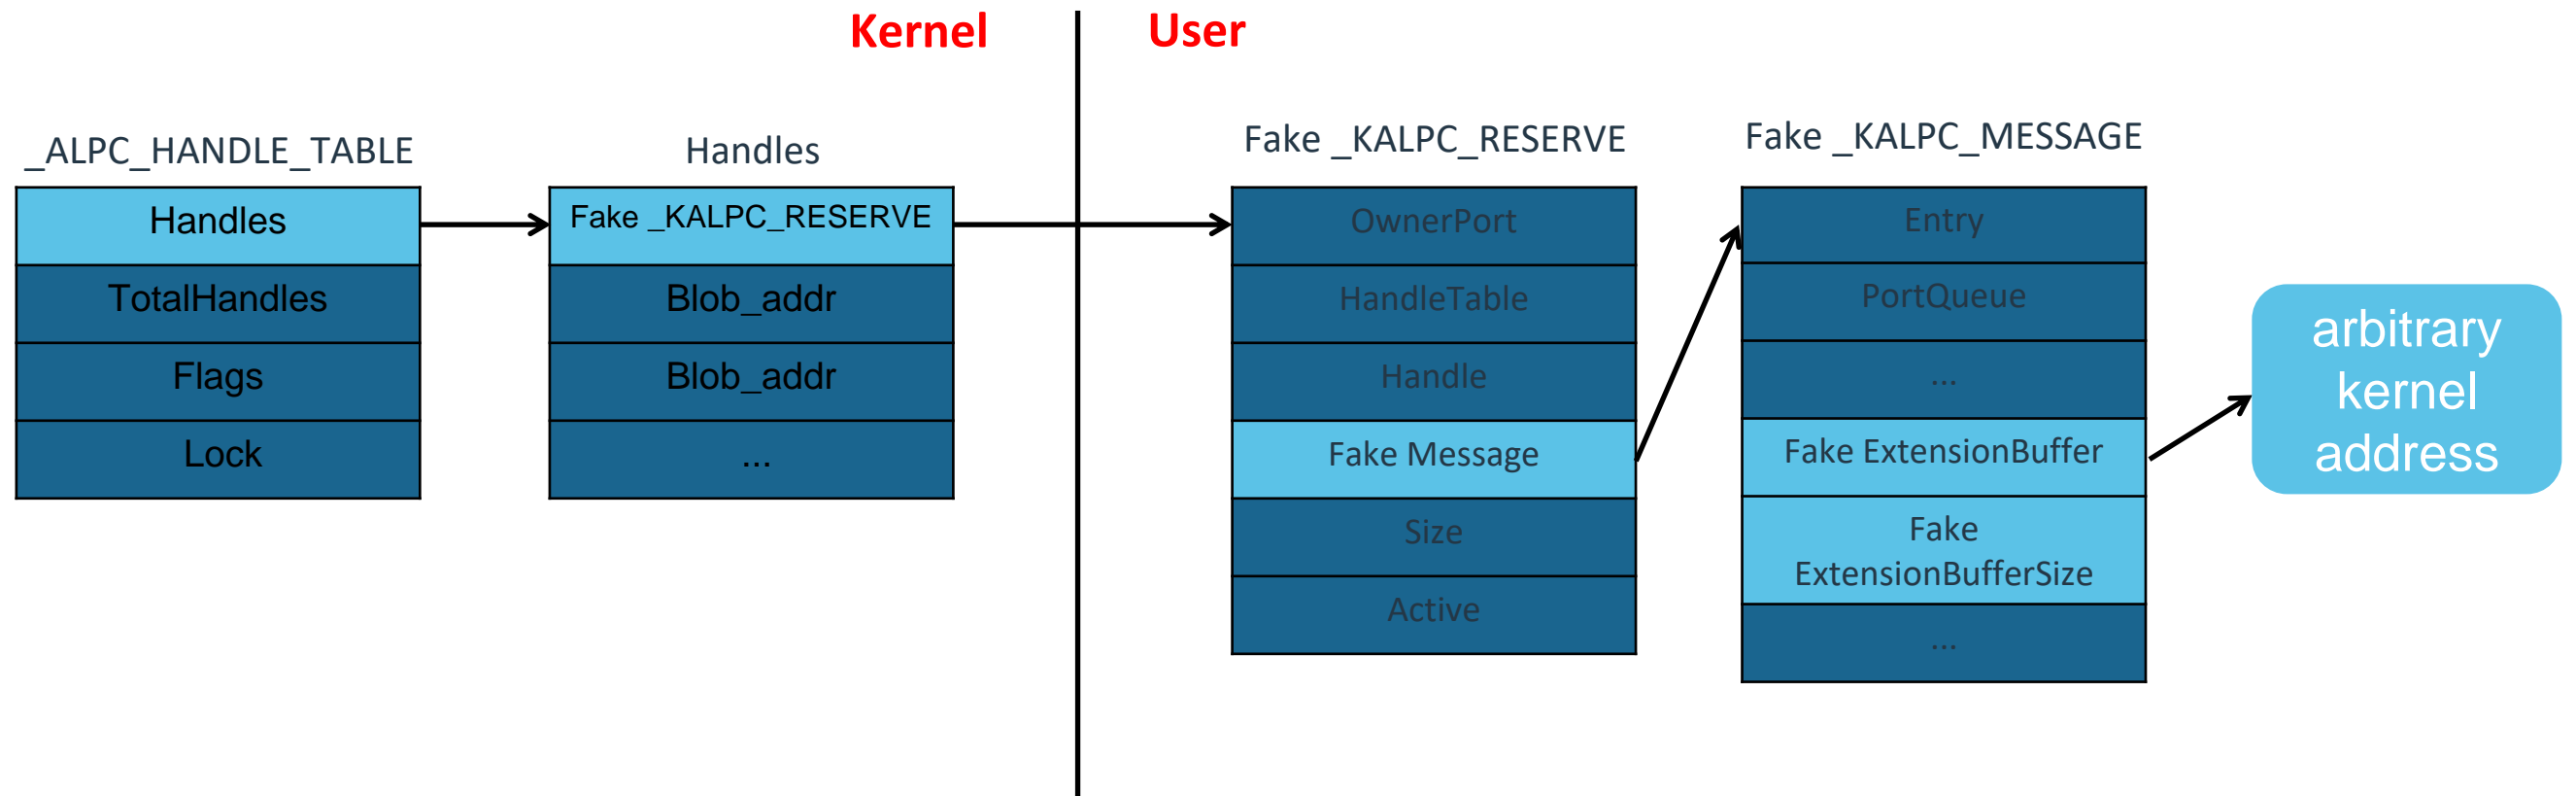 Kernel
User
_ALPC_HANDLE_TABLE
Handles
TotalHandles
Flags
Lock
Handles
Fake _KALPC_RESERVE
Blob_addr
Blob_addr
...
Fake _KALPC_RESERVE
OwnerPort
HandleTable
Handle
Fake Message
Size
Active
Fake _KALPC_MESSAGE
Entry
PortQueue
...
Fake ExtensionBuffer
Fake
ExtensionBufferSize
...
arbitrary
kernel
address